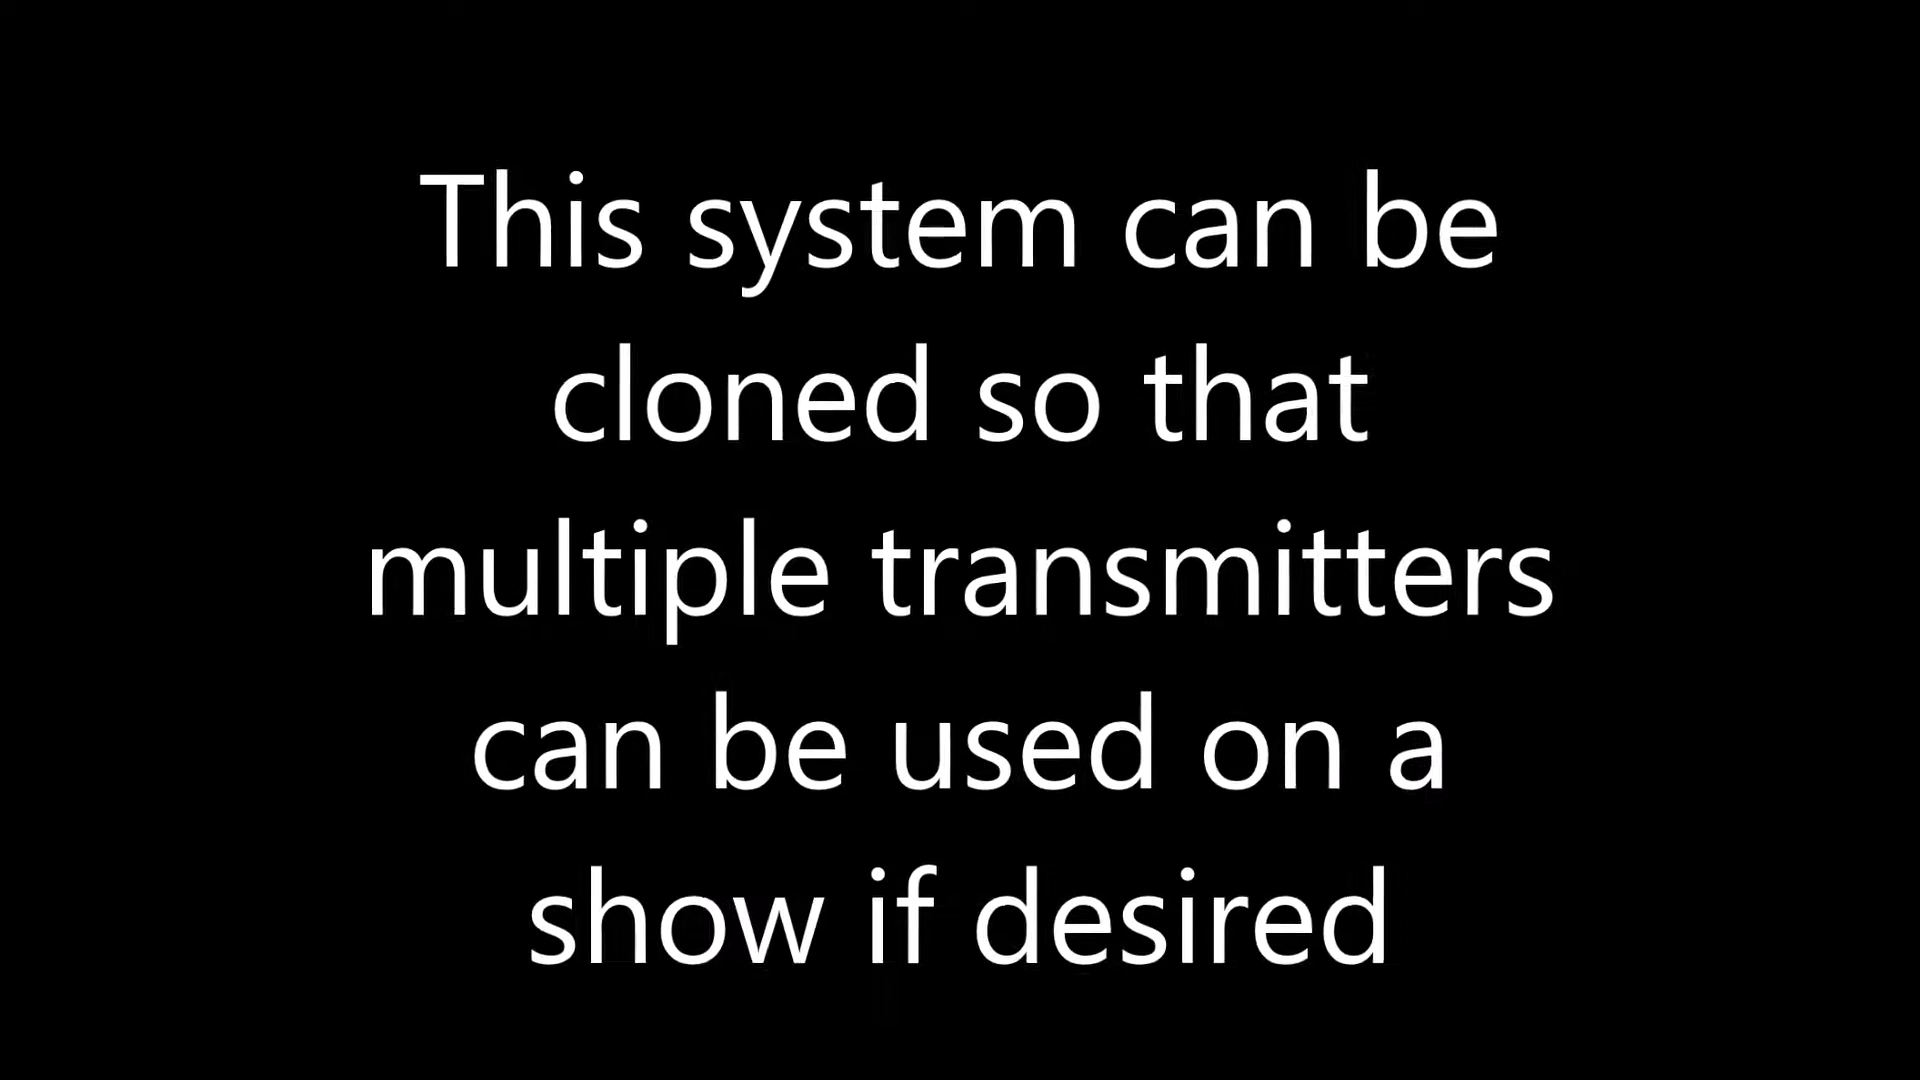 This system can be
cloned so that
multiple transmitters
can be used on a
show if desired